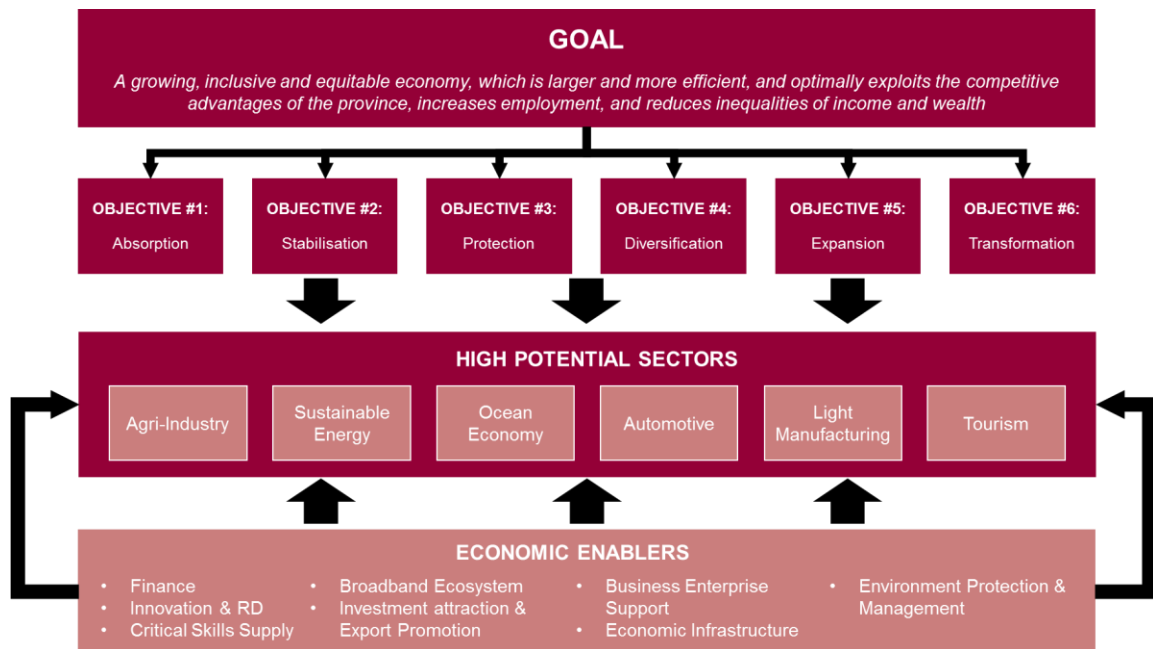 GOAL
A growing, inclusive and equitable economy, which is larger and more efficient, and optimally exploits the competitive
advantages of the province, increases employment, and reduces inequalities of income and wealth
OBJECTIVE #1:
Absorption
OBJECTIVE #2:
Stabilisation
OBJECTIVE #3:
Protection
OBJECTIVE #4:
Diversification
OBJECTIVE #5:
Expansion
OBJECTIVE #6:
Transformation
HIGH POTENTIAL SECTORS
Agri-Industry
Sustainable
Energy
Ocean
Economy
Automotive
Light
Manufacturing
Tourism
ECONOMIC ENABLERS
• Finance
• Innovation & RD
• Critical Skills Supply
• Broadband Ecosystem
• Investment attraction &
Export Promotion
• Business Enterprise
Support
• Economic Infrastructure
• Environment Protection &
Management